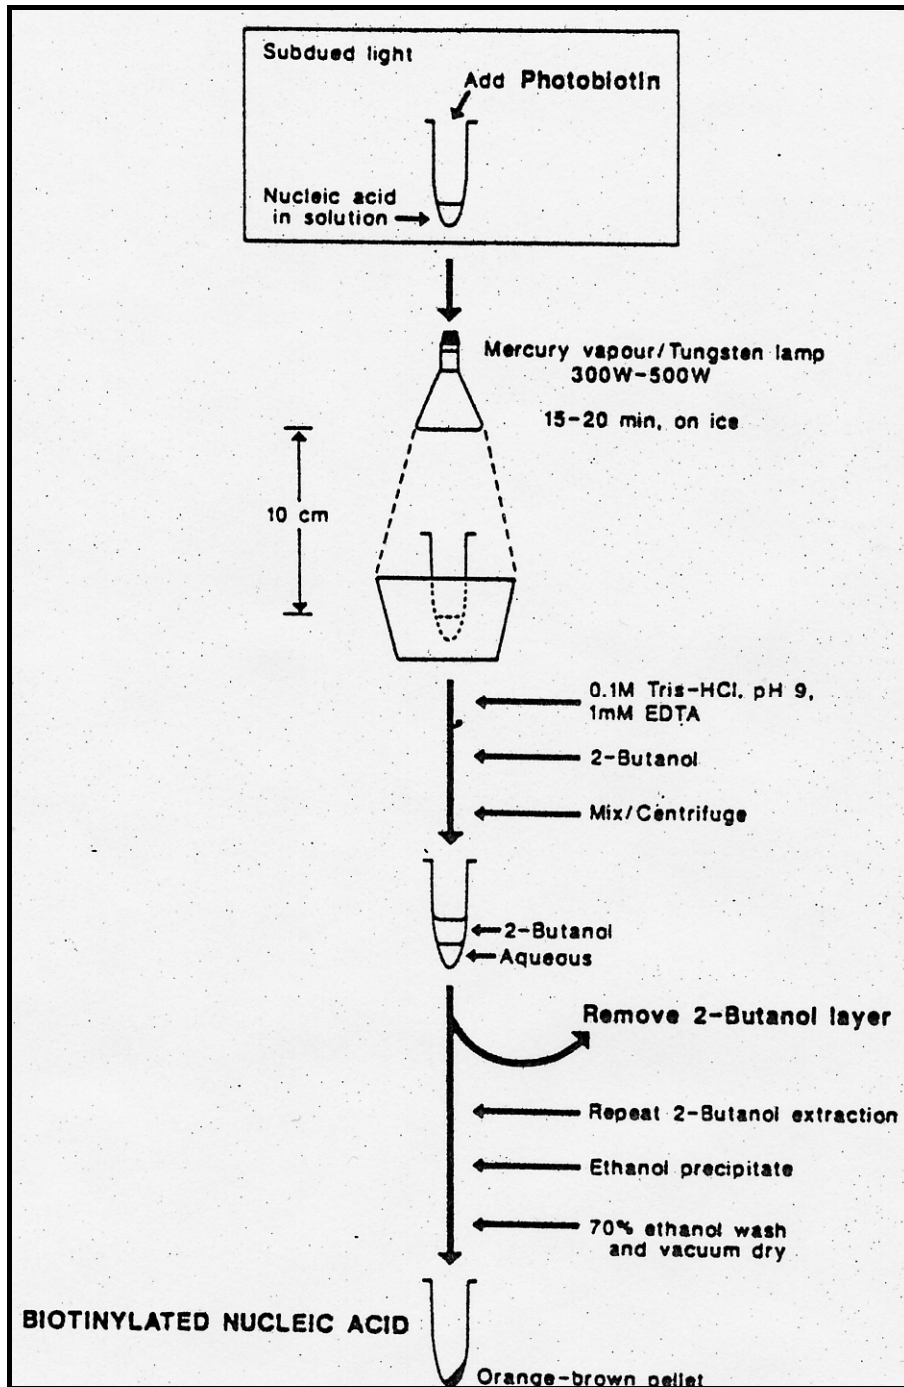 Subdued light
Add Photobiotin
Nucleic acid
in solution
Mercury vapour/Tungsten lamp
300W-500W
15-20 min, on ice
10 cm
0.1M Tris-HCl, pH 9,
1mM EDTA
2-Butanol
Mix/Centrifuge
2-Butanol
Aqueous
Remove 2-Butanol layer
Repeat 2-Butanol extraction
Ethanol precipitate
70% ethanol wash
and vacuum dry
BIOTINYLATED NUCLEIC ACID
Orange-brown pellet